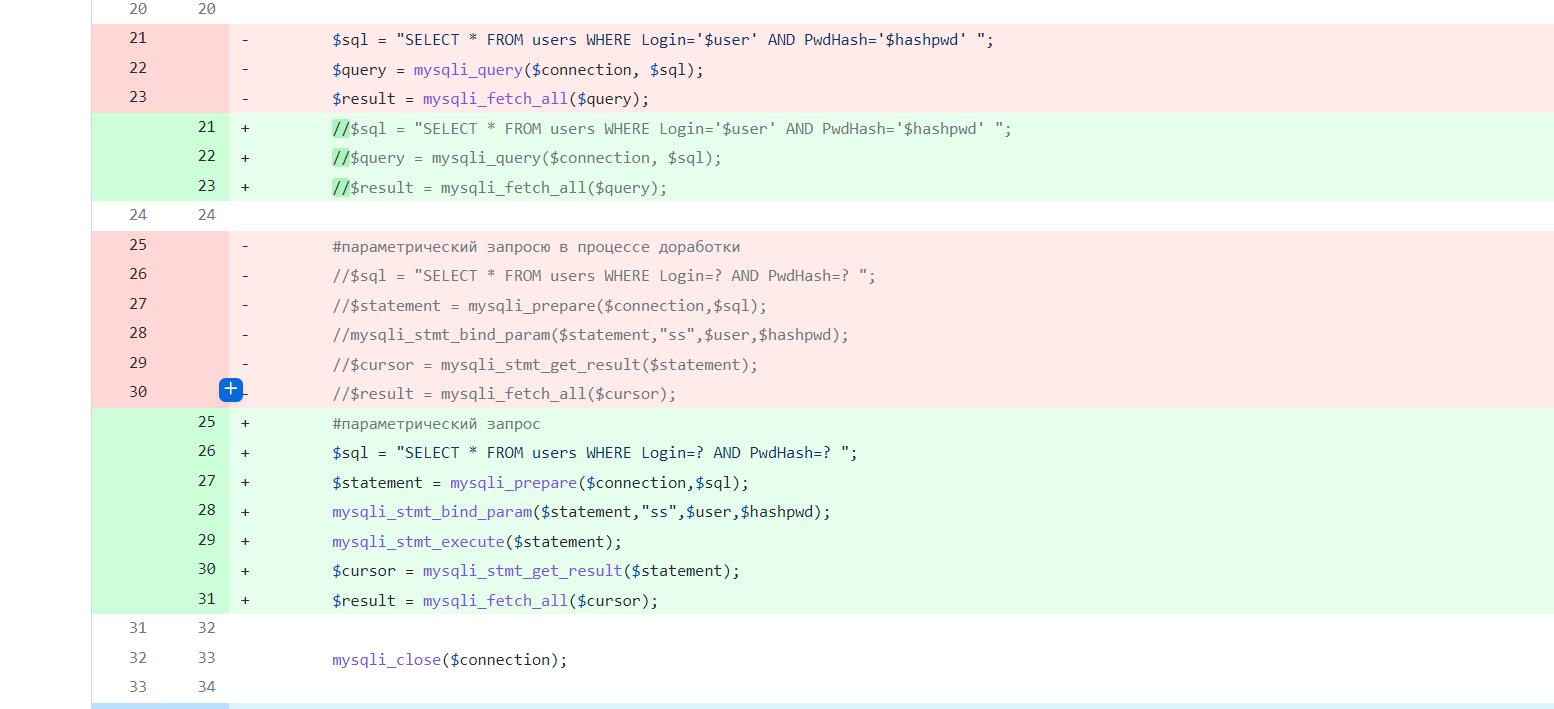 20 20
21 - $sql = "SELECT * FROM users WHERE Login='$user' AND PwdHash='$hashpwd' ";
22 - $query = mysqli_query($connection, $sql);
23 - $result = mysqli_fetch_all($query);
21 + //$sql = "SELECT * FROM users WHERE Login='$user' AND PwdHash='$hashpwd' ";
22 + //$query = mysqli_query($connection, $sql);
23 + //$result = mysqli_fetch_all($query);
24 24
25 - #параметрический запросю в процессе доработки
26 - //$sql = "SELECT * FROM users WHERE Login=? AND PwdHash=? ";
27 - //$statement = mysqli_prepare($connection,$sql);
28 - //mysqli_stmt_bind_param($statement,"ss",$user,$hashpwd);
29 - //$cursor = mysqli_stmt_get_result($statement);
30 - //$result = mysqli_fetch_all($cursor);
25 + #параметрический запрос
26 + $sql = "SELECT * FROM users WHERE Login=? AND PwdHash=? ";
27 + $statement = mysqli_prepare($connection,$sql);
28 + mysqli_stmt_bind_param($statement,"ss",$user,$hashpwd);
29 + mysqli_stmt_execute($statement);
30 + $cursor = mysqli_stmt_get_result($statement);
31 + $result = mysqli_fetch_all($cursor);
31 32
32 33 mysqli_close($connection);
33 34